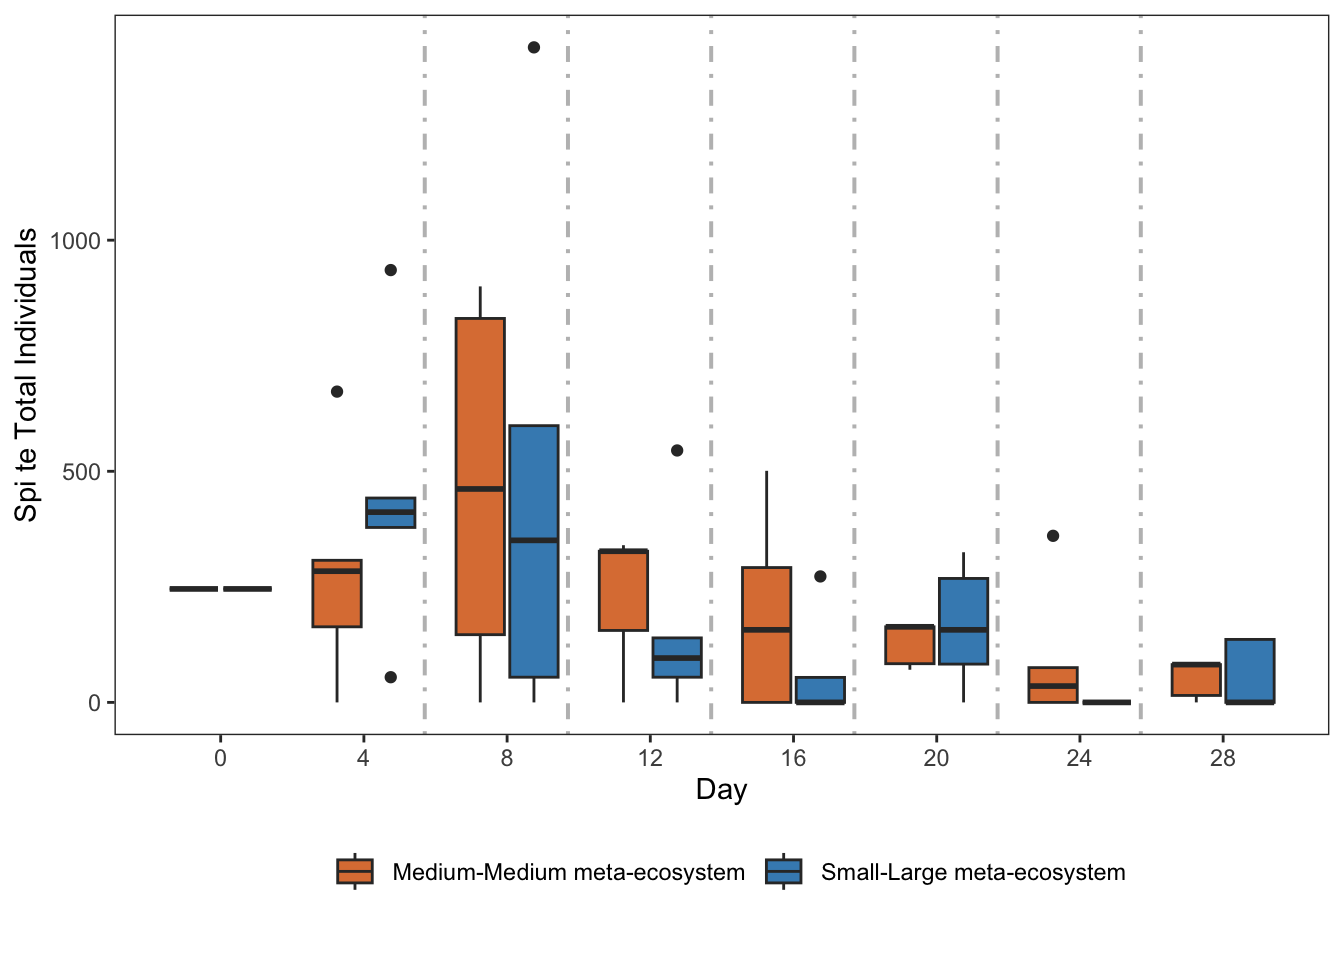 Spi te Total Individuals
1000
500
0
0 4 8 12 16 20 24 28
Day
Medium-Medium meta-ecosystem Small-Large meta-ecosystem